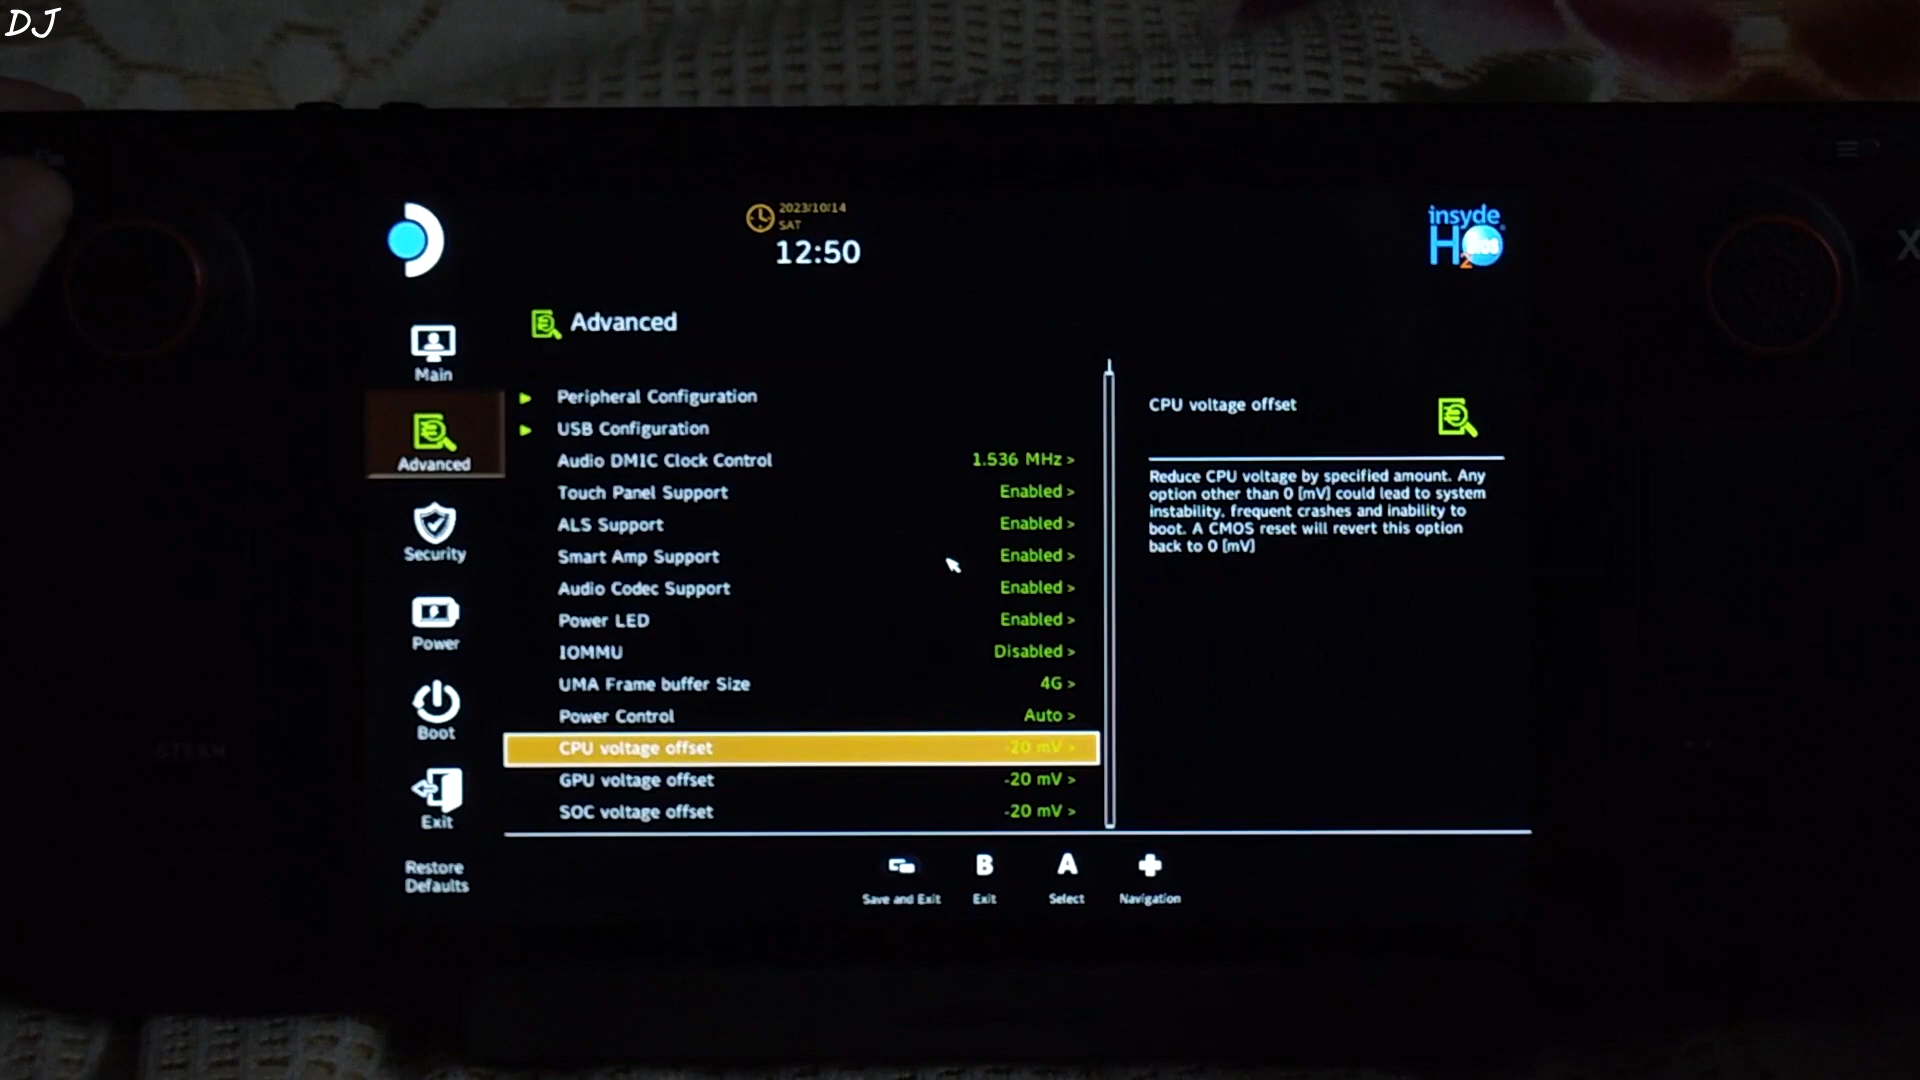 DJ
2023/10/14
SAT
12:50
insyde
H2O
Main
Advanced
Security
Power
Boot
Exit
Restore
Defaults
Advanced
Peripheral Configuration
USB Configuration
Audio DMIC Clock Control 1.536 MHz >
Touch Panel Support Enabled >
ALS Support Enabled >
Smart Amp Support Enabled >
Audio Codec Support Enabled >
Power LED Enabled >
IOMMU Disabled >
UMA Frame buffer Size 4G >
Power Control Auto >
CPU voltage offset -20 mV >
GPU voltage offset -20 mV >
SOC voltage offset -20 mV >
CPU voltage offset
Reduce CPU voltage by specified amount. Any
option other than 0 [mV] could lead to system
instability, frequent crashes and inability to
boot. A CMOS reset will revert this option
back to 0 [mV]
B
A
Save and Exit
Exit
Select
Navigation
STEAM
X